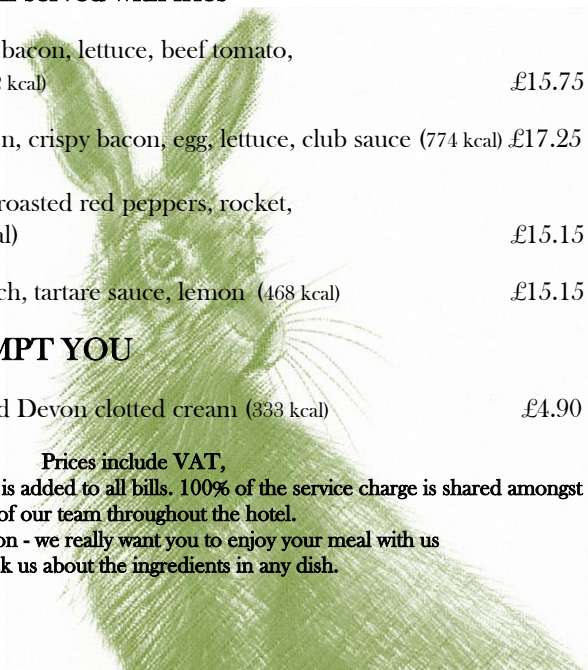 served with fries
bacon, lettuce, beef tomato,
kcal) £15.75
n, crispy bacon, egg, lettuce, club sauce (774 kcal) £17.25
roasted red peppers, rocket,
al) £15.15
ch, tartare sauce, lemon (468 kcal) £15.15
MPT YOU
d Devon clotted cream (333 kcal) £4.90
Prices include VAT,
is added to all bills. 100% of the service charge is shared amongst
of our team throughout the hotel.
on - we really want you to enjoy your meal with us
k us about the ingredients in any dish.